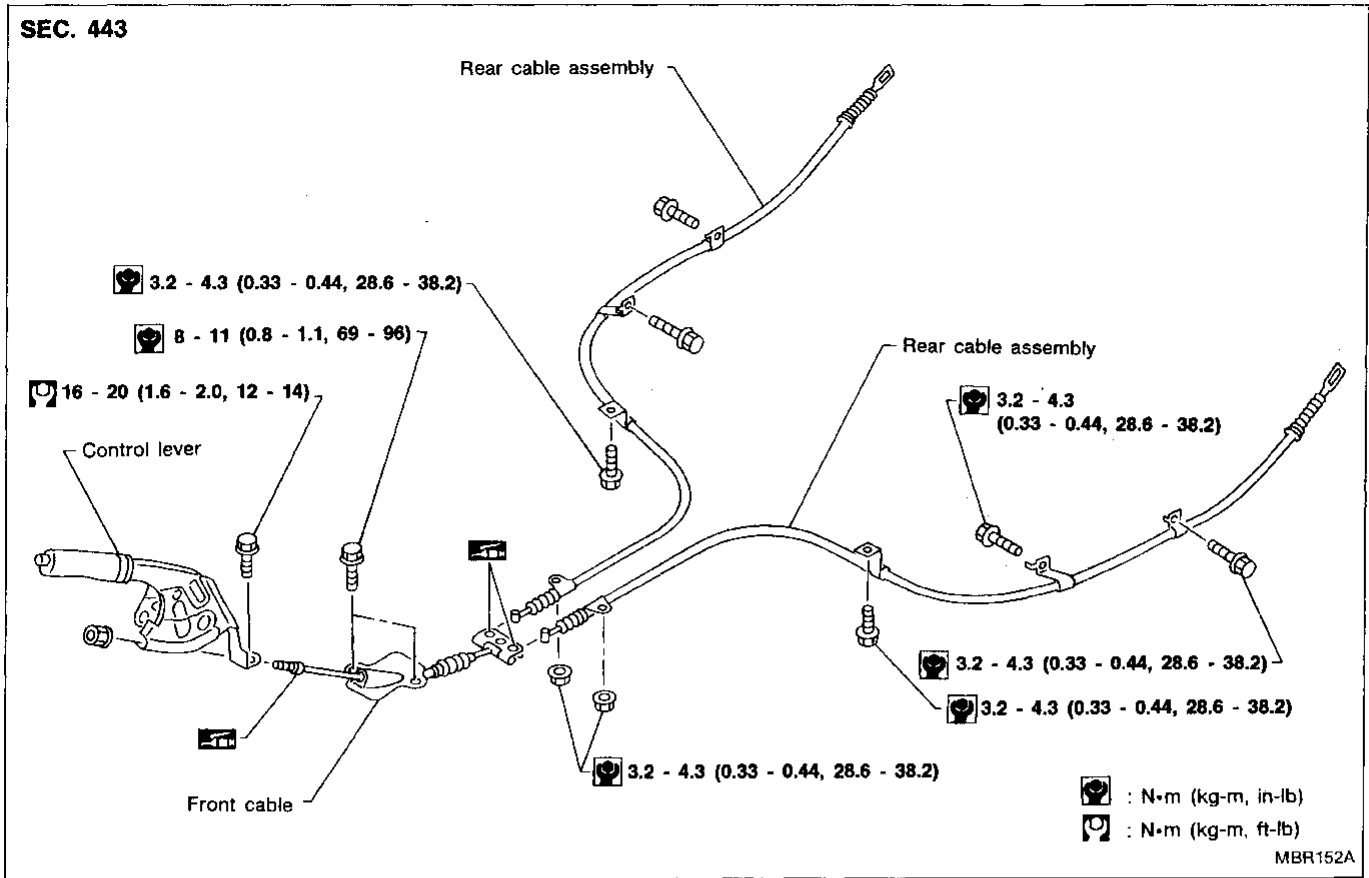 SEC. 443
Rear cable assembly
3.2 - 4.3 (0.33 - 0.44, 28.6 - 38.2)
8 - 11 (0.8 - 1.1, 69 - 96)
16 - 20 (1.6 - 2.0, 12 - 14)
Control lever
Rear cable assembly
3.2 - 4.3
(0.33 - 0.44, 28.6 - 38.2)
3.2 - 4.3 (0.33 - 0.44, 28.6 - 38.2)
3.2 - 4.3 (0.33 - 0.44, 28.6 - 38.2)
3.2 - 4.3 (0.33 - 0.44, 28.6 - 38.2)
Front cable
: N•m (kg-m, in-lb)
: N•m (kg-m, ft-lb)
MBR152A